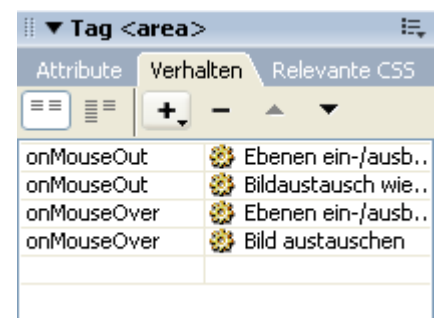 Tag <area>
Attribute Verhalten Relevante CSS
onMouseOut Ebenen ein-/ausb..
onMouseOut Bildaustausch wie..
onMouseOver Ebenen ein-/ausb..
onMouseOver Bild austauschen